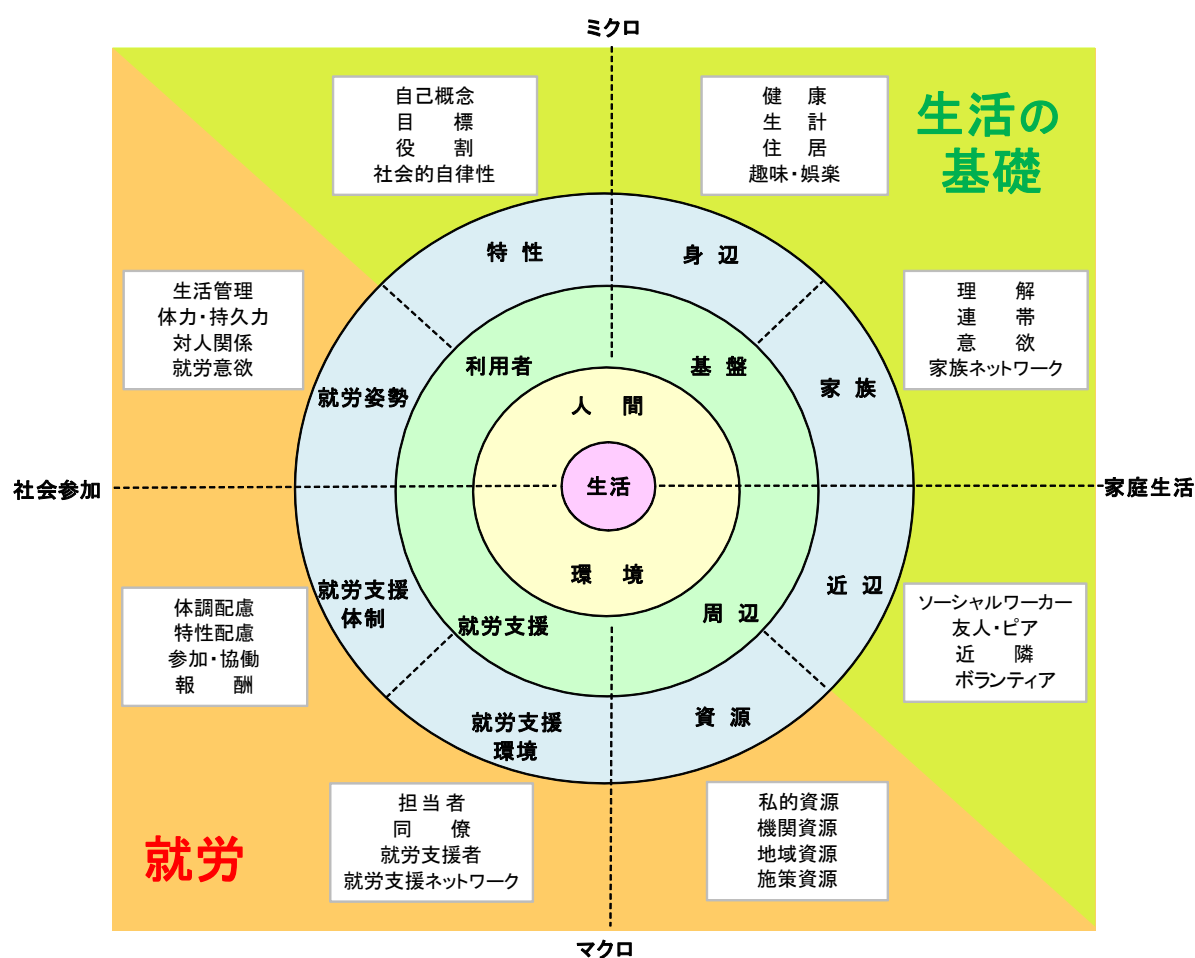 ミクロ
自己概念
目　　標
役　　割
社会的自律性
健　康
生　計
住　居
趣味・娯楽
生活の
基礎
特 性
身 辺
生活管理
体力・持久力
対人関係
就労意欲
理　　解
連　　帯
意　　欲
家族ネットワーク
利用者
基 盤
就労姿勢
家 族
人　間
社会参加
生活
家庭生活
環　境
就労支援
体制
近 辺
体調配慮
特性配慮
参加・協働
報　　酬
就労支援
周 辺
ソーシャルワーカー
友人・ピア
近　　隣
ボランティア
就労支援
環境
資 源
担 当 者
同　　僚
就労支援者
就労支援ネットワーク
私的資源
機関資源
地域資源
施策資源
就労
マクロ